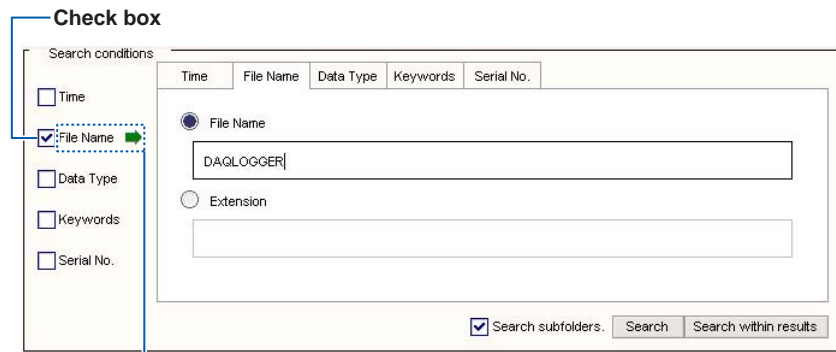 Check box
Search conditions
Time File Name Data Type Keywords Serial No.
Time
File Name
File Name
DAQLOGGER
Data Type
Extension
Keywords
Serial No.
Search subfolders. Search Search within results